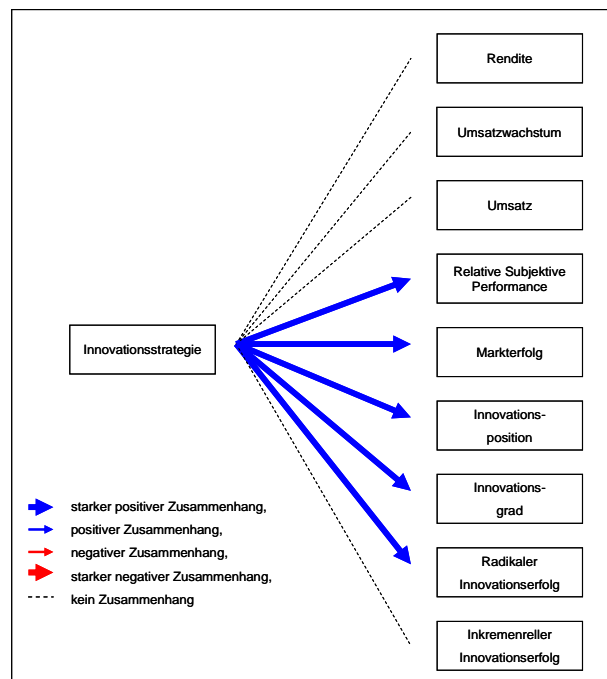 Rendite
Umsatzwachstum
Umsatz
Relative Subjektive
Performance
Innovationsstrategie
Markterfolg
Innovations-
position
Innovations-
grad
Radikaler
Innovationserfolg
Inkremenreller
Innovationserfolg
starker positiver Zusammenhang,
positiver Zusammenhang,
negativer Zusammenhang,
starker negativer Zusammenhang,
kein Zusammenhang